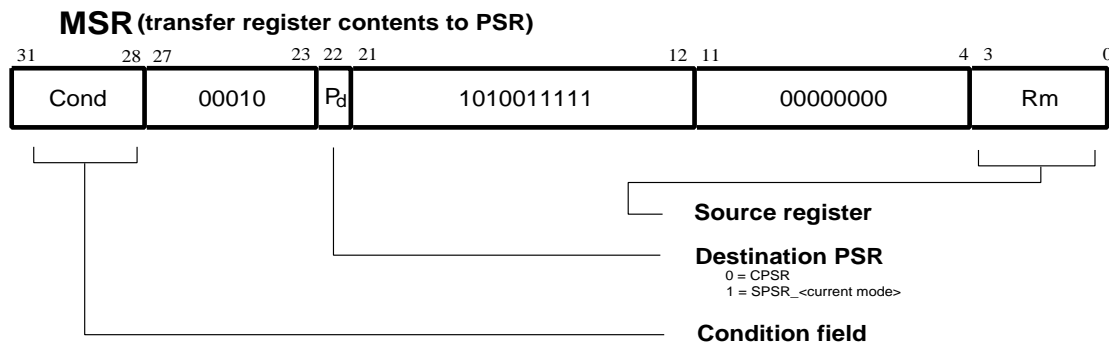 MSR (transfer register contents to PSR)
31 28 27 23 22 21 12 11 4 3 0
Cond 00010 Pd 1010011111 00000000 Rm
Source register
Destination PSR
0 = CPSR
1 = SPSR_<current mode>
Condition field